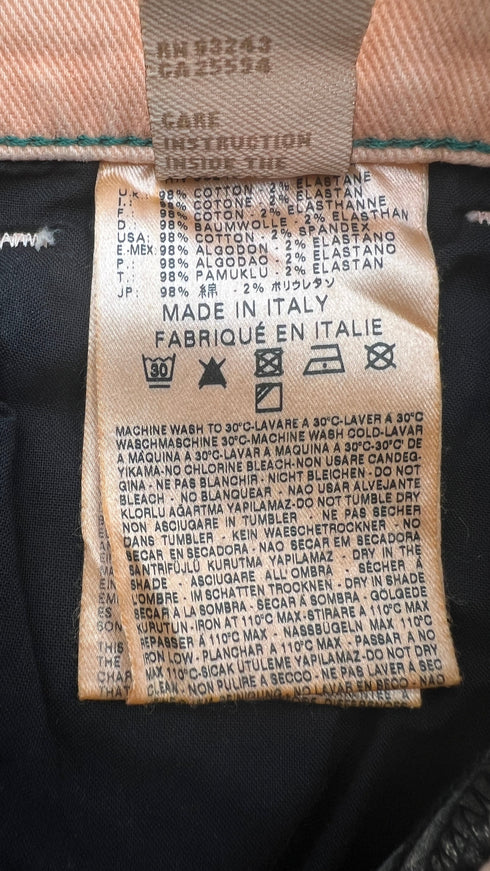 RN 93243
CA 25594
CARE
INSTRUCTION
INSIDE THE
U.K.: 98% COTTON - 2% ELASTANE
I.: 98% COTONE - 2% ELASTAN
F.: 98% COTON - 2% ELASTHANNE
D.: 98% BAUMWOLLE - 2% ELASTHAN
USA: 98% COTTON - 2% SPANDEX
E-MEX: 98% ALGODON - 2% ELASTANO
P.: 98% ALGODAO - 2% ELASTANO
T.: 98% PAMUKLU - 2% ELASTAN
JP: 98% 綿 - 2% ポリウレタン
MADE IN ITALY
FABRIQUÉ EN ITALIE
30
MACHINE WASH TO 30°C-LAVARE A 30°C-LAVER À 30°C
WASCHMASCHINE 30°C-MACHINE WASH COLD-LAVAR
A MÁQUINA A 30°C-LAVAR A MAQUINA A 30°C-30°C' DE
YIKAMA-NO CHLORINE BLEACH-NON USARE CANDEG-
GINA - NE PAS BLANCHIR - NICHT BLEICHEN - DO NOT
BLEACH - NO BLANQUEAR - NAO USAR ALVEJANTE
KLORLU AĞARTMA YAPILAMAZ-DO NOT TUMBLE DRY
NON ASCIUGARE IN TUMBLER - NE PAS SECHER
DANS TUMBLER - KEIN WAESCHETROCKNER - NO
SECAR EN SECADORA - NAO SECAR EM SECADORA
SANTRIFÜJLÜ KURUTMA YAPILAMAZ - DRY IN THE
SHADE - ASCIUGARE ALL'OMBRA - SÉCHER À
L'OMBRE - IM SCHATTEN TROCKNEN - DRY IN SHADE
SECAR A LA SOMBRA - SECAR Á SOMBRA - GÖLGEDE
KURUTUN-IRON AT 110°C MAX-STIRARE A 110°C MAX
REPASSER À 110°C MAX - NASSBÜGELN MAX 110°C
IRON LOW - PLANCHAR A 110°C MAX - PASSAR A NO
MAX 110°C-SICAK ÜTÜLEME YAPILAMAZ-DO NOT DRY
CLEAN - NON PULIRE A SECCO - NE PAS LAVER A SEC
THIS
THE
CHAR
THAT